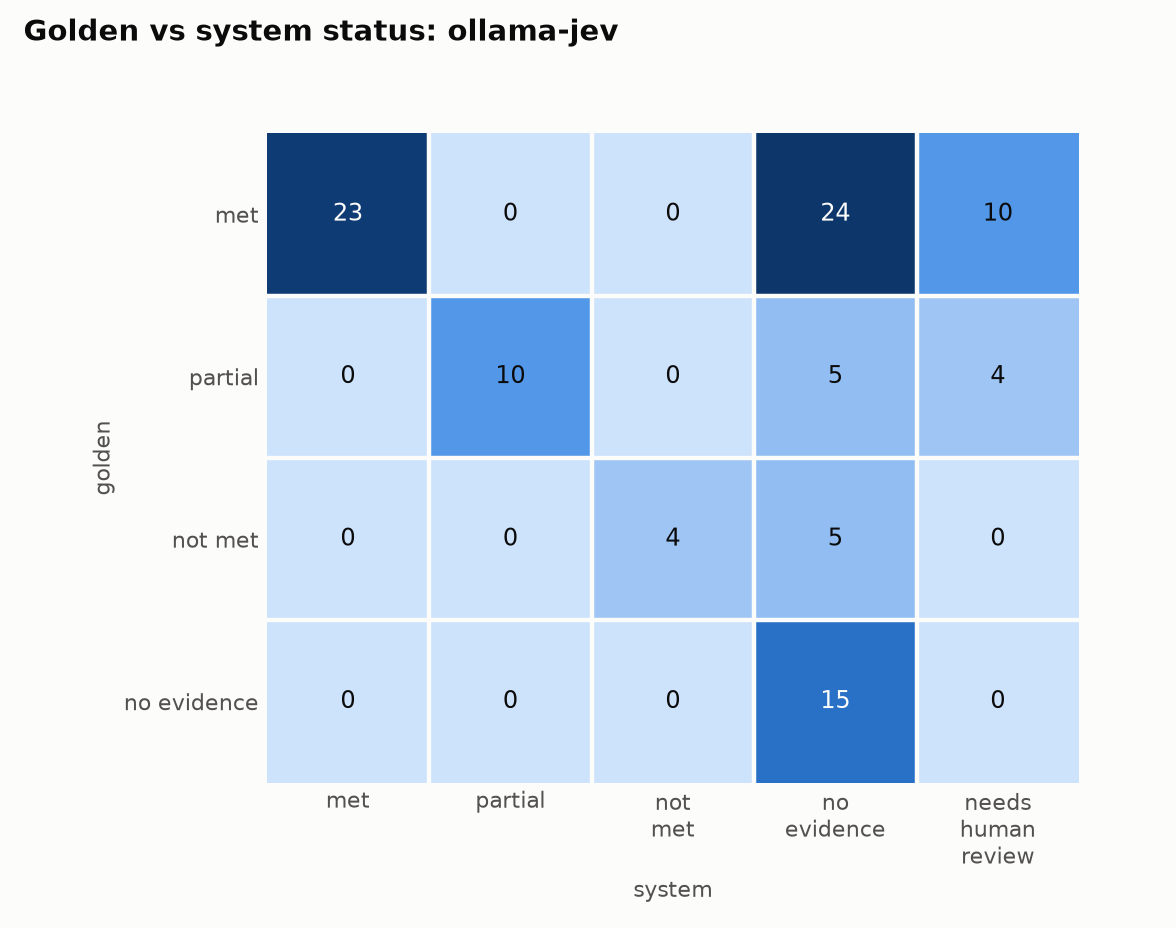 Golden vs system status: ollama-jev
met 23 0 0 24 10
partial 0 10 0 5 4
golden
not met 0 0 4 5 0
no evidence 0 0 0 15 0
met partial not no needs
met evidence human
review
system